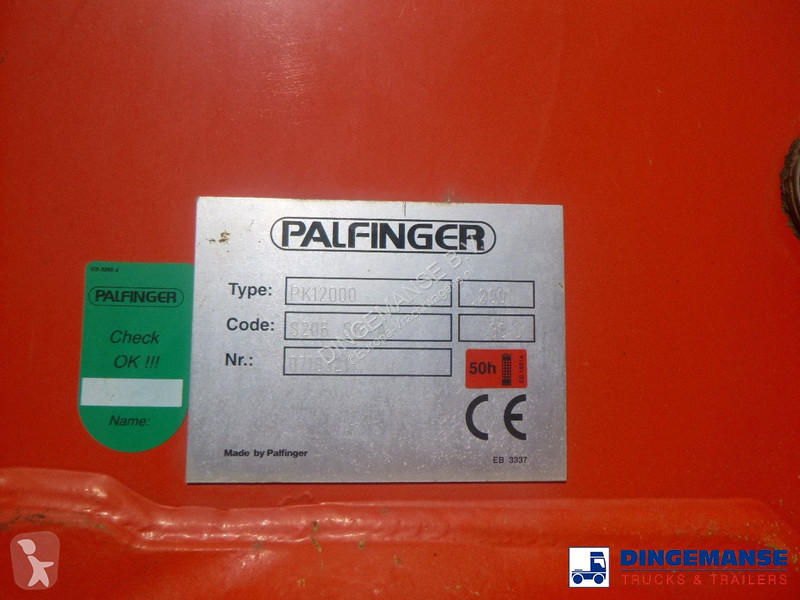 PALFINGER
Type: PK12000
Code:
Nr.:
50h
CE
Made by Palfinger
EB 3337
PALFINGER
Check
OK !!!
Name:
DINGEMANSE
TRUCKS & TRAILERS